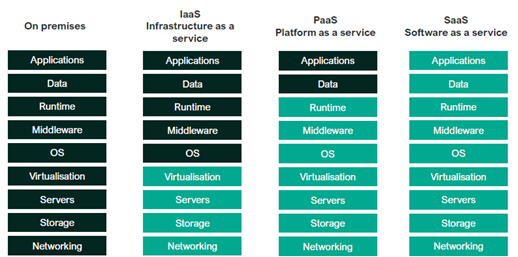 On premises
Applications
Data
Runtime
Middleware
OS
Virtualisation
Servers
Storage
Networking
IaaS
Infrastructure as a
service
Applications
Data
Runtime
Middleware
OS
Virtualisation
Servers
Storage
Networking
PaaS
Platform as a service
Applications
Data
Runtime
Middleware
OS
Virtualisation
Servers
Storage
Networking
SaaS
Software as a service
Applications
Data
Runtime
Middleware
OS
Virtualisation
Servers
Storage
Networking